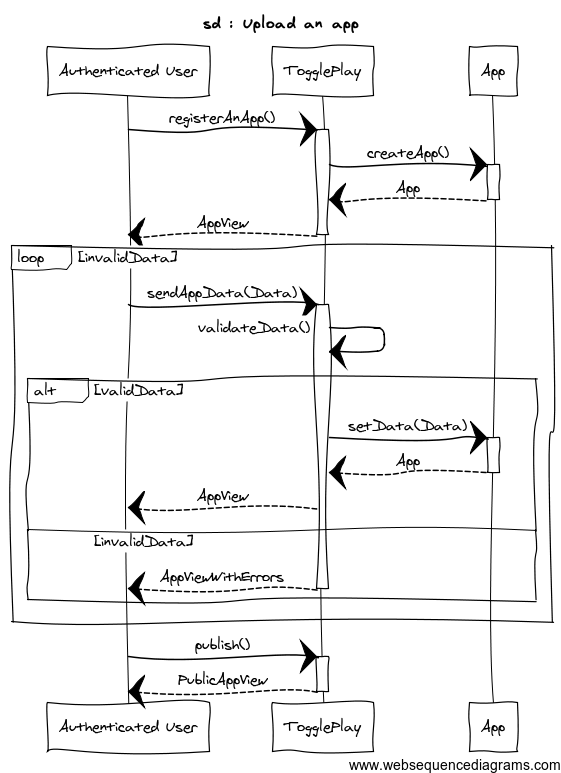 sd : Upload an app
Authenticated User
TogglePlay
App
registerAnApp()
createApp()
App
AppView
loop
[invalidData]
sendAppData(Data)
validateData()
alt
[validData]
setData(Data)
App
AppView
[invalidData]
AppViewWithErrors
publish()
PublicAppView
Authenticated User
TogglePlay
App
www.websequencediagrams.com